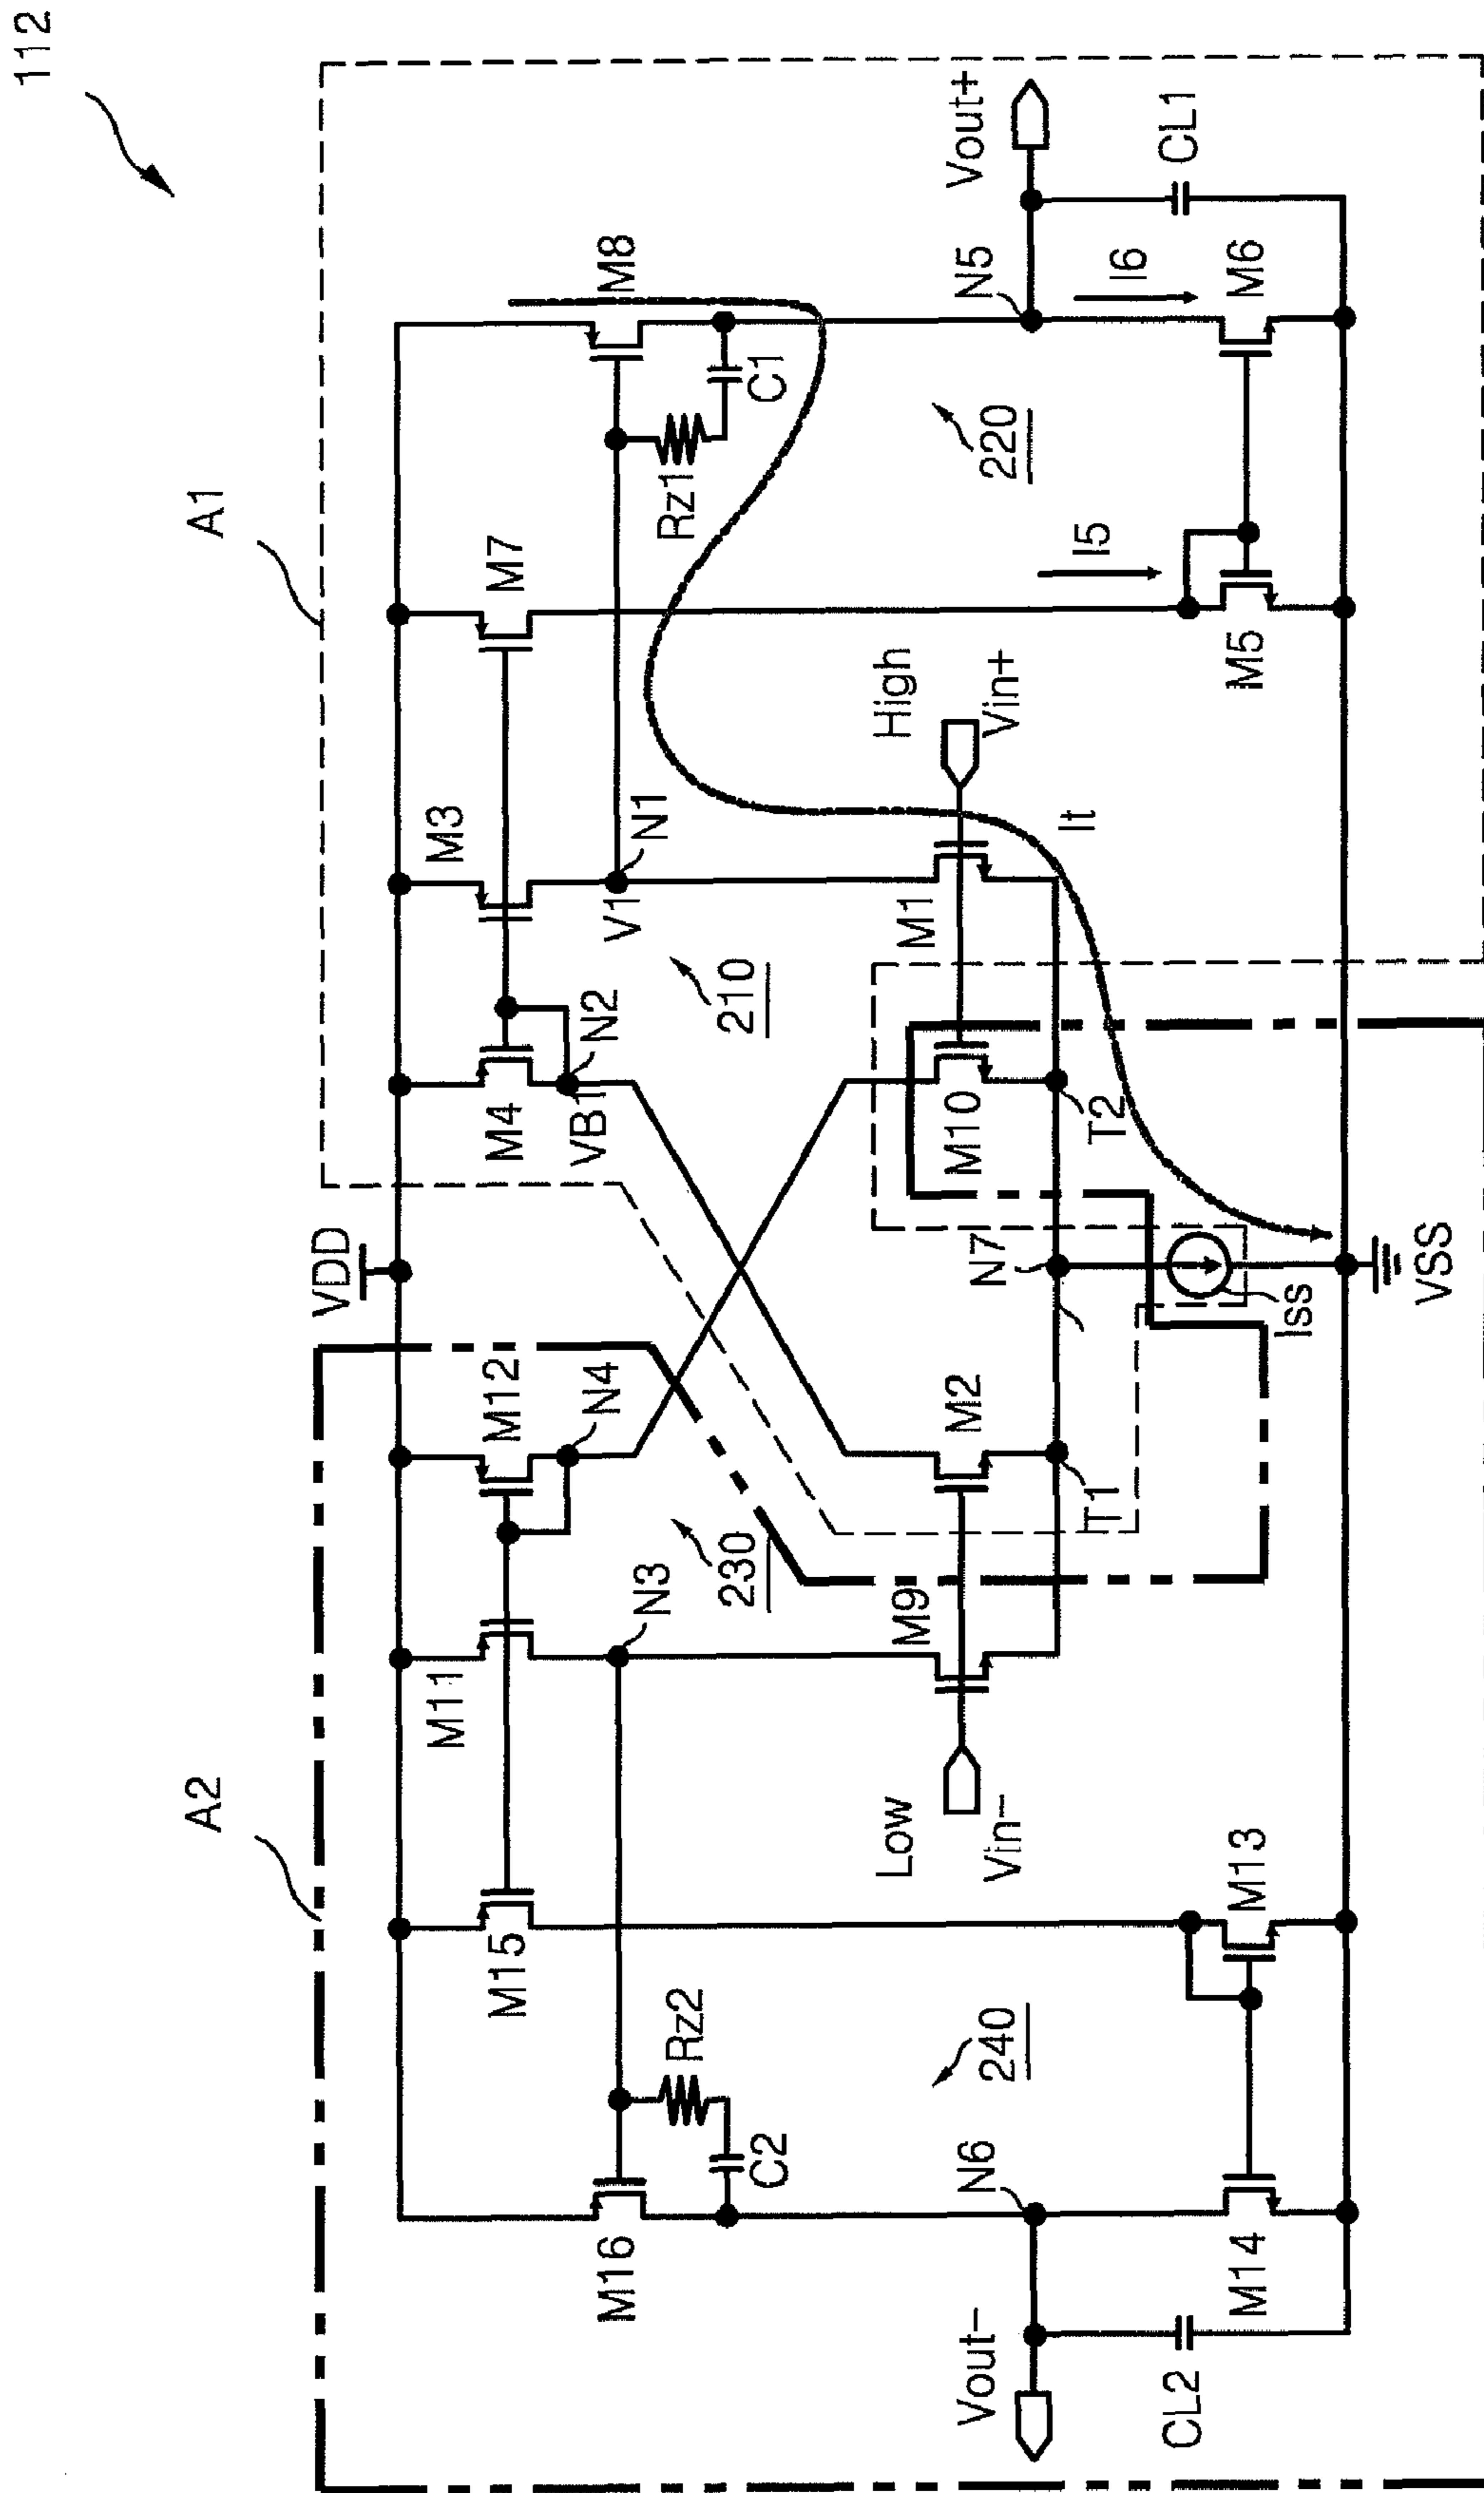 112
A1
A2
VDD
M16
M15
M11
M12
M4
M3
M7
M8
Rz2
C2
N3
N4
VB1
N2
V1
N1
Rz1
C1
230
210
Vout−
N6
240
Low
Vin−
M9
M2
N7
M10
M1
High
Vin+
220
N5
Vout+
T1
T2
It
I5
I6
CL2
M14
M13
Iss
M5
M6
CL1
VSS